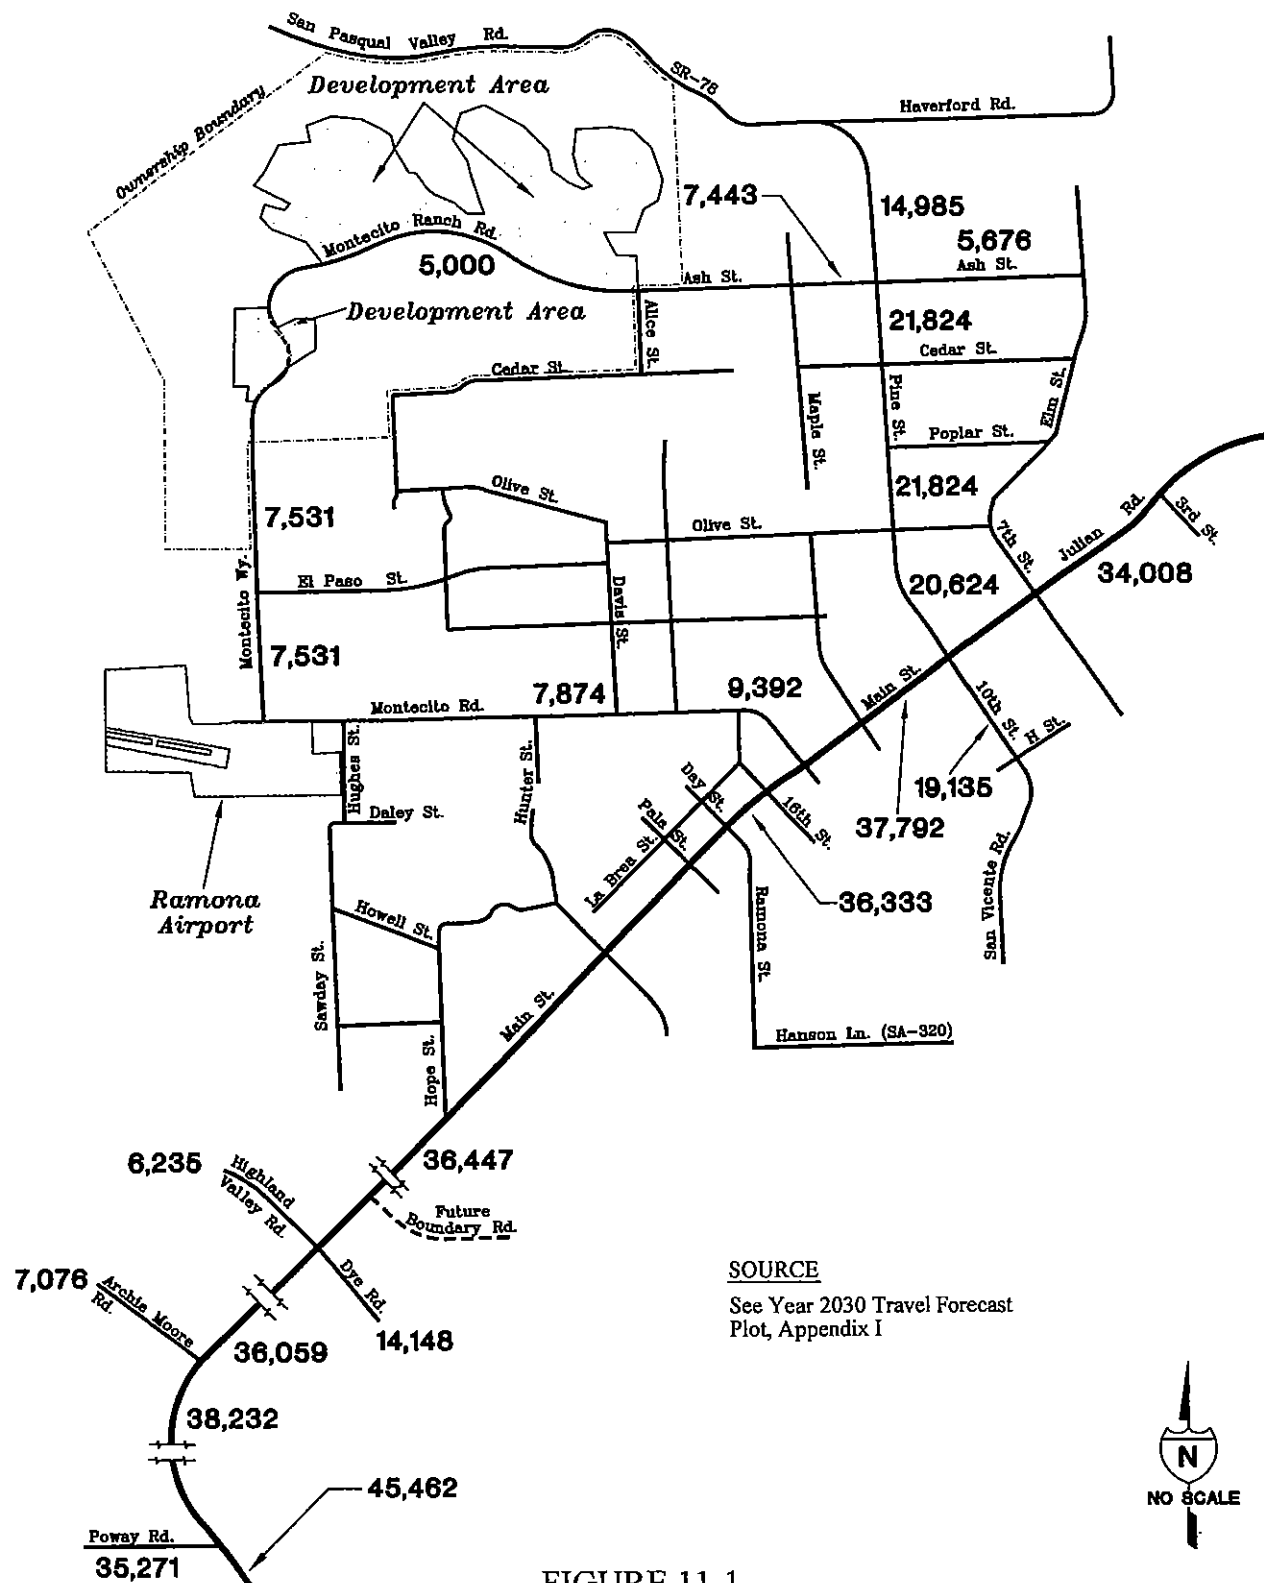 San Pasqual Valley Rd.
SR-78
Haverford Rd.
Development Area
Ownership Boundary
7,443
14,985
5,676
Montecito Ranch Rd.
5,000
Ash St.
Ash St.
Development Area
Alice St.
21,824
Cedar St.
Cedar St.
Maple St.
Pine St.
Elm St.
Poplar St.
21,824
Olive St.
Olive St.
7,531
7th St.
Julian Rd.
3rd St.
34,008
El Paso St.
Davis St.
20,624
Montecito Wy.
7,531
7,874
9,392
Main St.
10th St.
H St.
Montecito Rd.
Hughes St.
Hunter St.
Day St.
Pala St.
16th St.
19,135
37,792
Daley St.
La Brea St.
Ramona St.
36,333
San Vicente Rd.
Ramona
Airport
Howell St.
Sawday St.
Main St.
Hanson Ln. (SA-320)
Hope St.
6,235
Highland
Valley Rd.
36,447
Future
Boundary Rd.
7,076
Archie Moore
Rd.
Dye Rd.
14,148
36,059
SOURCE
See Year 2030 Travel Forecast
Plot, Appendix I
38,232
N
NO SCALE
45,462
Poway Rd.
35,271
FIGURE 11-1